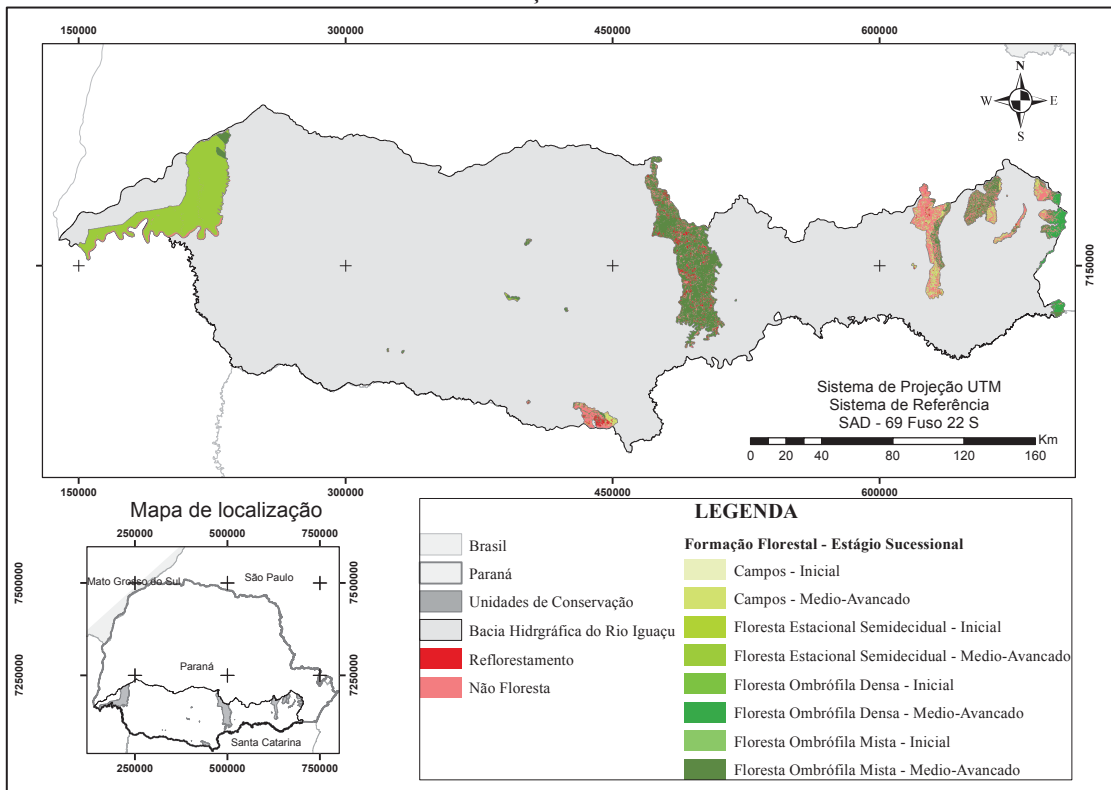 150000 300000 450000 600000
N
W E
S
7150000
Sistema de Projeção UTM
Sistema de Referência
SAD - 69 Fuso 22 S
Km
0 20 40 80 120 160
150000 300000 450000 600000
Mapa de localização
250000 500000 750000
Mato Grosso do Sul
São Paulo
7500000
7500000
Paraná
7250000
7250000
Santa Catarina
250000 500000 750000
LEGENDA
Brasil
Paraná
Unidades de Conservação
Bacia Hidrgráfica do Rio Iguaçu
Reflorestamento
Não Floresta
Formação Florestal - Estágio Sucessional
Campos - Inicial
Campos - Medio-Avancado
Floresta Estacional Semidecidual - Inicial
Floresta Estacional Semidecidual - Medio-Avancado
Floresta Ombrófila Densa - Inicial
Floresta Ombrófila Densa - Medio-Avancado
Floresta Ombrófila Mista - Inicial
Floresta Ombrófila Mista - Medio-Avancado